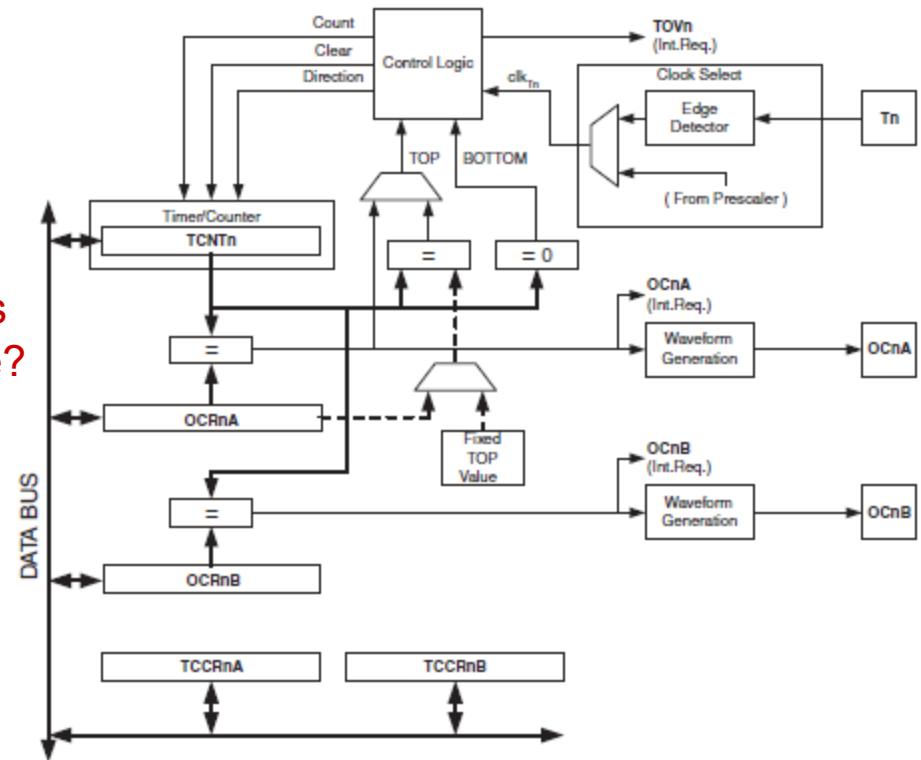 Count
Clear
Direction
Control Logic
TOVn
(Int.Req.)
clkTn
Clock Select
Edge
Detector
Tn
( From Prescaler )
TOP
BOTTOM
Timer/Counter
TCNTn
=
= 0
OCnA
(Int.Req.)
=
Waveform
Generation
OCnA
OCRnA
Fixed
TOP
Value
OCnB
(Int.Req.)
=
Waveform
Generation
OCnB
OCRnB
TCCRnA
TCCRnB
DATA BUS